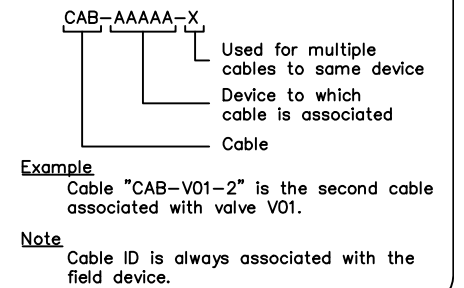 CAB-AAAAA-X
Used for multiple
cables to same device
Device to which
cable is associated
Cable
Example
Cable "CAB-V01-2" is the second cable
associated with valve V01.
Note
Cable ID is always associated with the
field device.